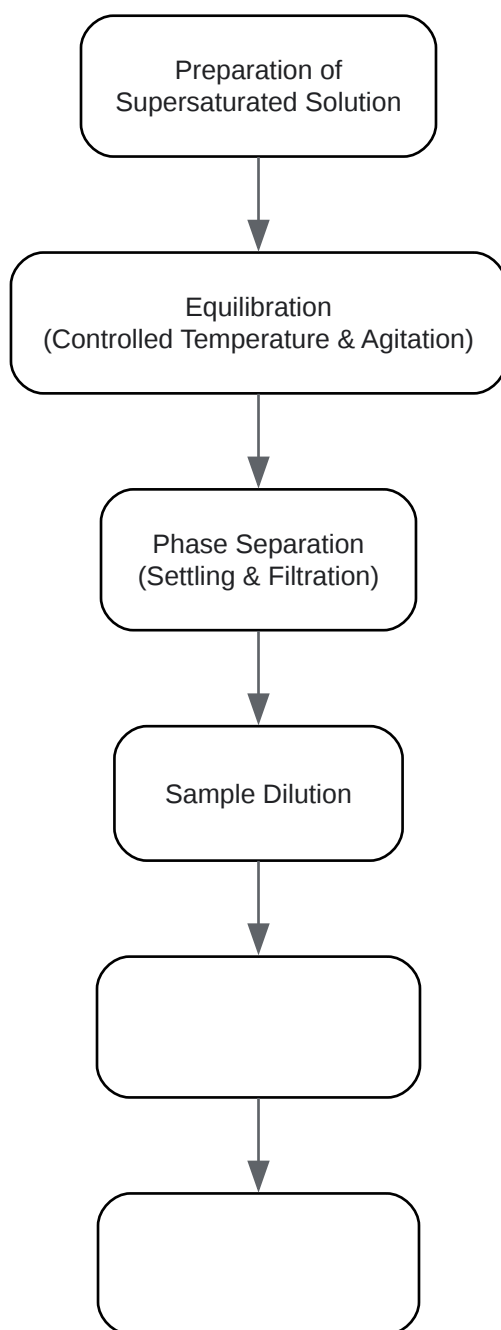 Preparation of
Supersaturated Solution
Equilibration
(Controlled Temperature & Agitation)
Phase Separation
(Settling & Filtration)
Sample Dilution